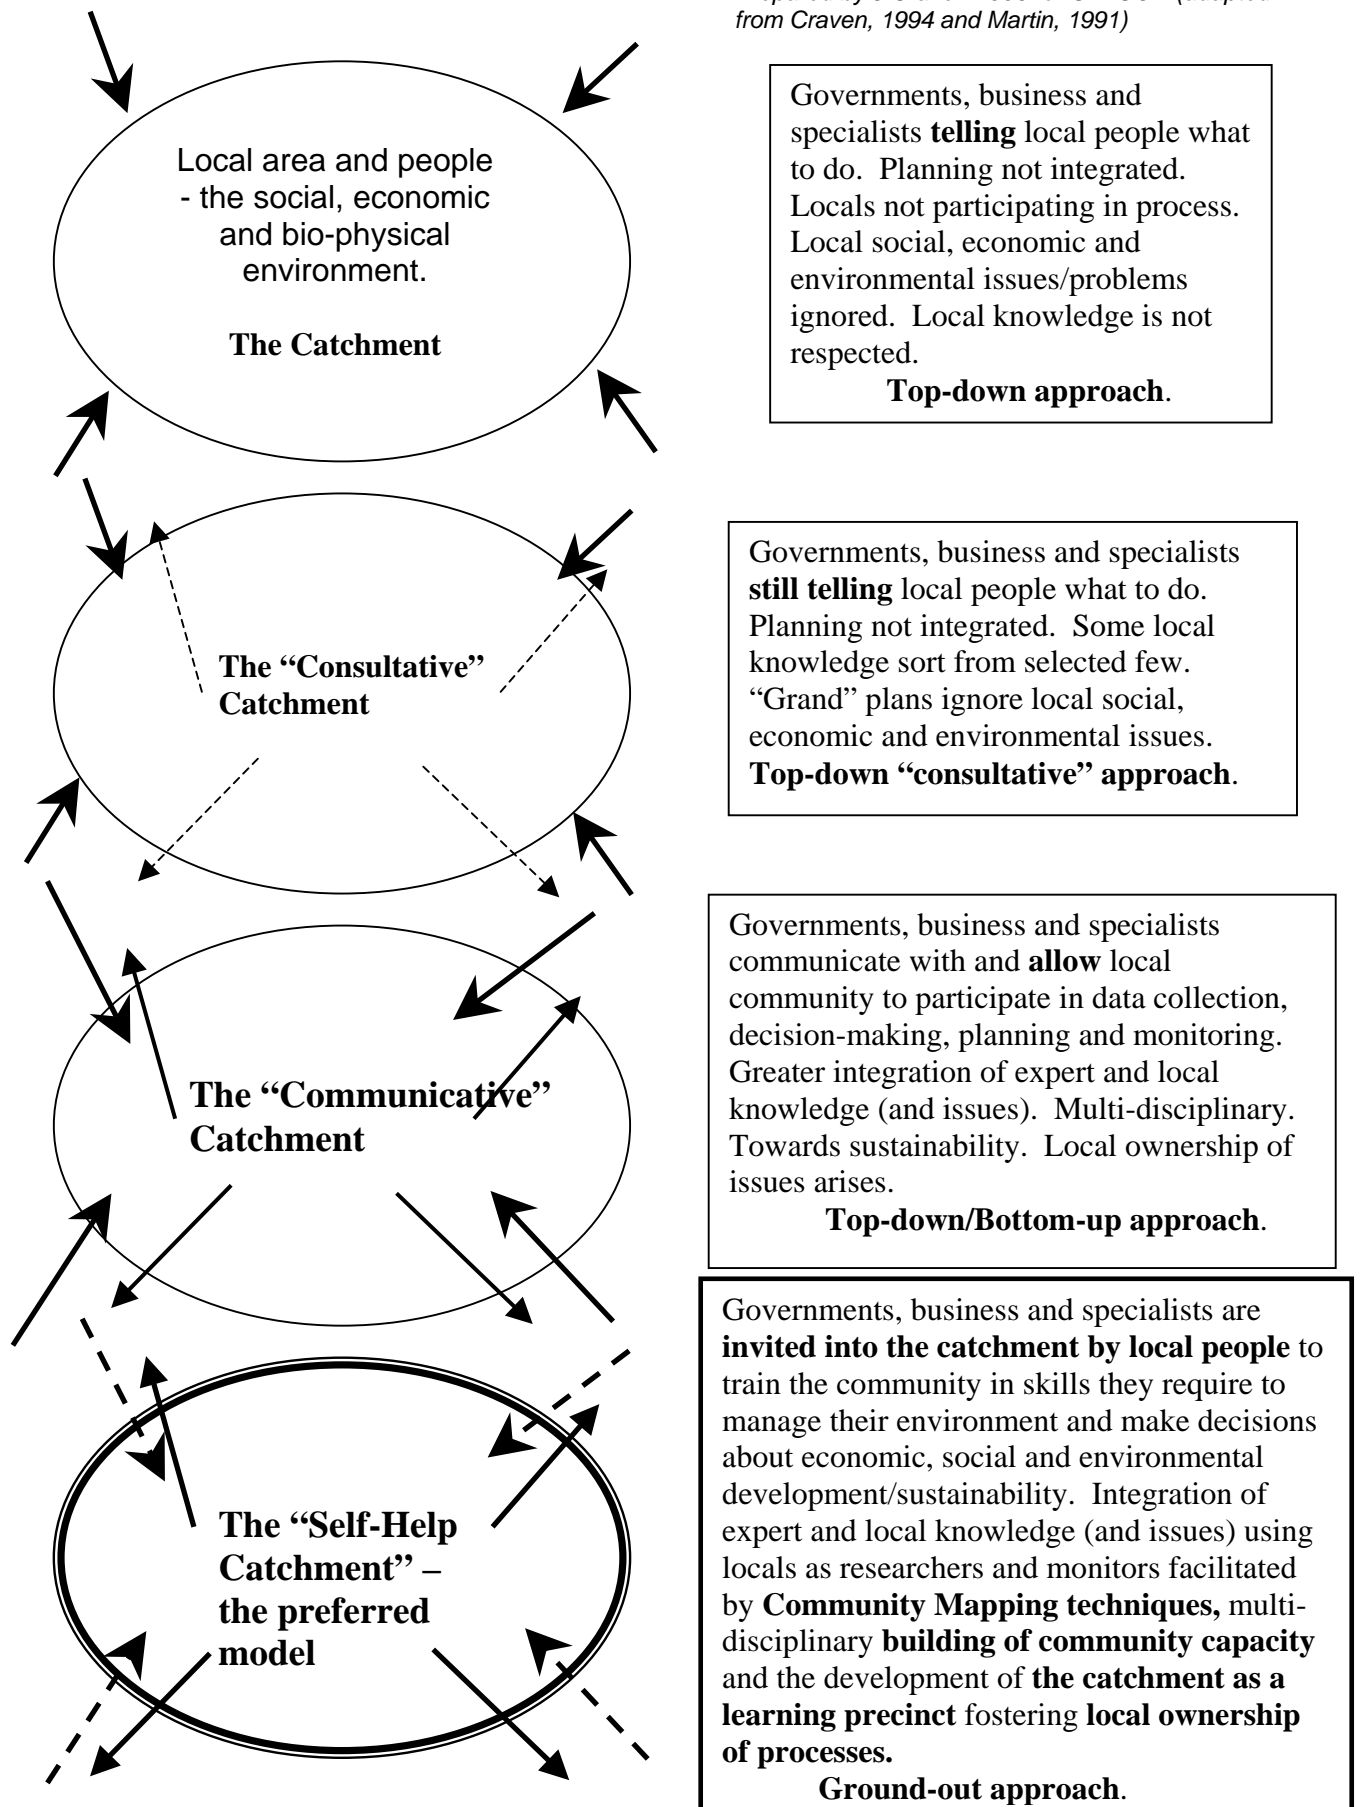 from Craven, 1994 and Martin, 1991)
Local area and people
- the social, economic
and bio-physical
environment.
The Catchment
Governments, business and
specialists telling local people what
to do. Planning not integrated.
Locals not participating in process.
Local social, economic and
environmental issues/problems
ignored. Local knowledge is not
respected.
Top-down approach.
The “Consultative”
Catchment
Governments, business and specialists
still telling local people what to do.
Planning not integrated. Some local
knowledge sort from selected few.
“Grand” plans ignore local social,
economic and environmental issues.
Top-down “consultative” approach.
The “Communicative”
Catchment
Governments, business and specialists
communicate with and allow local
community to participate in data collection,
decision-making, planning and monitoring.
Greater integration of expert and local
knowledge (and issues). Multi-disciplinary.
Towards sustainability. Local ownership of
issues arises.
Top-down/Bottom-up approach.
The “Self-Help
Catchment” –
the preferred
model
Governments, business and specialists are
invited into the catchment by local people to
train the community in skills they require to
manage their environment and make decisions
about economic, social and environmental
development/sustainability. Integration of
expert and local knowledge (and issues) using
locals as researchers and monitors facilitated
by Community Mapping techniques, multi-
disciplinary building of community capacity
and the development of the catchment as a
learning precinct fostering local ownership
of processes.
Ground-out approach.